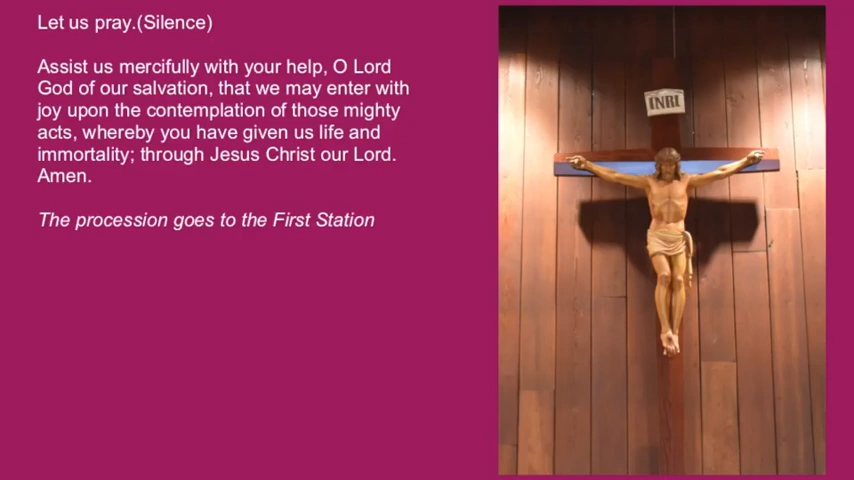 Let us pray.(Silence)
Assist us mercifully with your help, O Lord
God of our salvation, that we may enter with
joy upon the contemplation of those mighty
acts, whereby you have given us life and
immortality; through Jesus Christ our Lord.
Amen.
The procession goes to the First Station
INRI